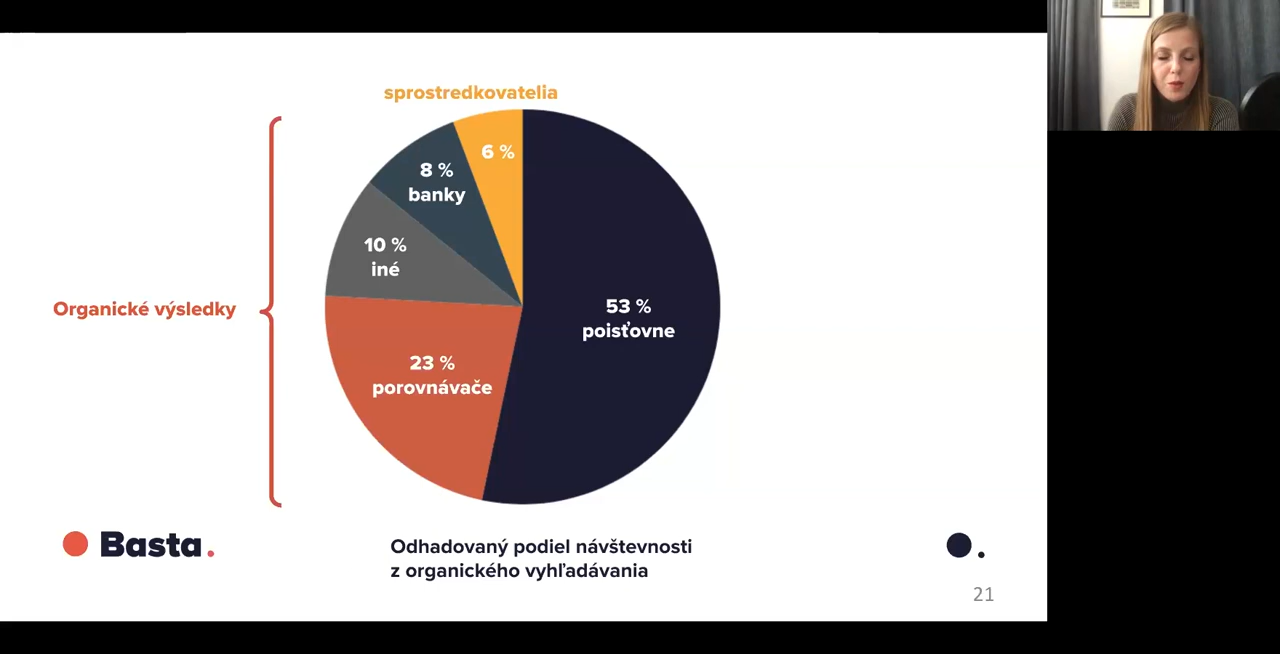 sprostredkovatelia
6 %
8 %
banky
10 %
iné
53 %
poisťovne
Organické výsledky
23 %
porovnávače
Basta.
Odhadovaný podiel návštevnosti
z organického vyhľadávania
21